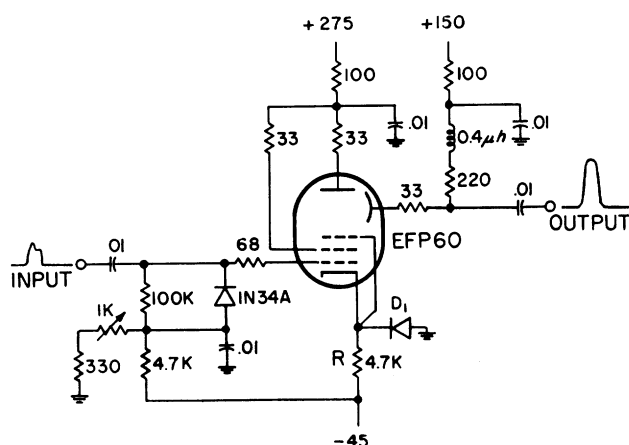 +275
+150
100
100
.01
.01
33
33
0.4μh
220
33
.01
OUTPUT
EFP60
01
68
INPUT
1K
100K
1N34A
D1
.01
330
4.7K
R
4.7K
-45